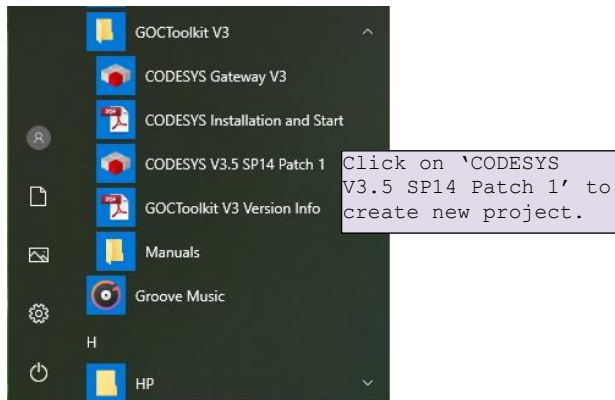 GOCToolkit V3
CODESYS Gateway V3
CODESYS Installation and Start
CODESYS V3.5 SP14 Patch 1
GOCToolkit V3 Version Info
Manuals
Groove Music
H
HP
Click on ‘CODESYS
V3.5 SP14 Patch 1’ to
create new project.